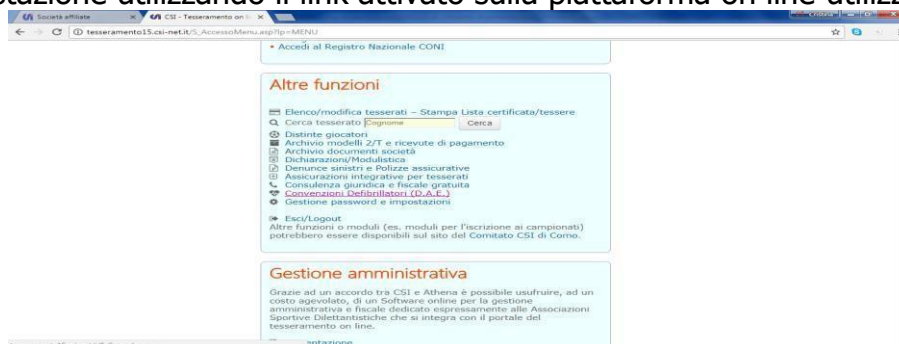 stazione utilizzando il link attivato sulla piattaforma on line utilizz
Società affiliate
CSI - Tesseramento on l
tesseramento15.csi-net.it/S_AccessoMenu.asp?lp=MENU
• Accedi al Registro Nazionale CONI
Altre funzioni
Elenco/modifica tesserati – Stampa Lista certificata/tessere
Cerca tesserato Cognome Cerca
Distinte giocatori
Archivio modelli 2/T e ricevute di pagamento
Archivio documenti società
Dichiarazioni/Modulistica
Denunce sinistri e Polizze assicurative
Assicurazioni integrative per tesserati
Consulenza giuridica e fiscale gratuita
Convenzioni Defibrillatori (D.A.E.)
Gestione password e impostazioni
Esci/Logout
Altre funzioni o moduli (es. moduli per l'iscrizione ai campionati)
potrebbero essere disponibili sul sito del Comitato CSI di Como.
Gestione amministrativa
Grazie ad un accordo tra CSI e Athena è possibile usufruire, ad un
costo agevolato, di un Software online per la gestione
amministrativa e fiscale dedicato espressamente alle Associazioni
Sportive Dilettantistiche che si integra con il portale del
tesseramento on line.